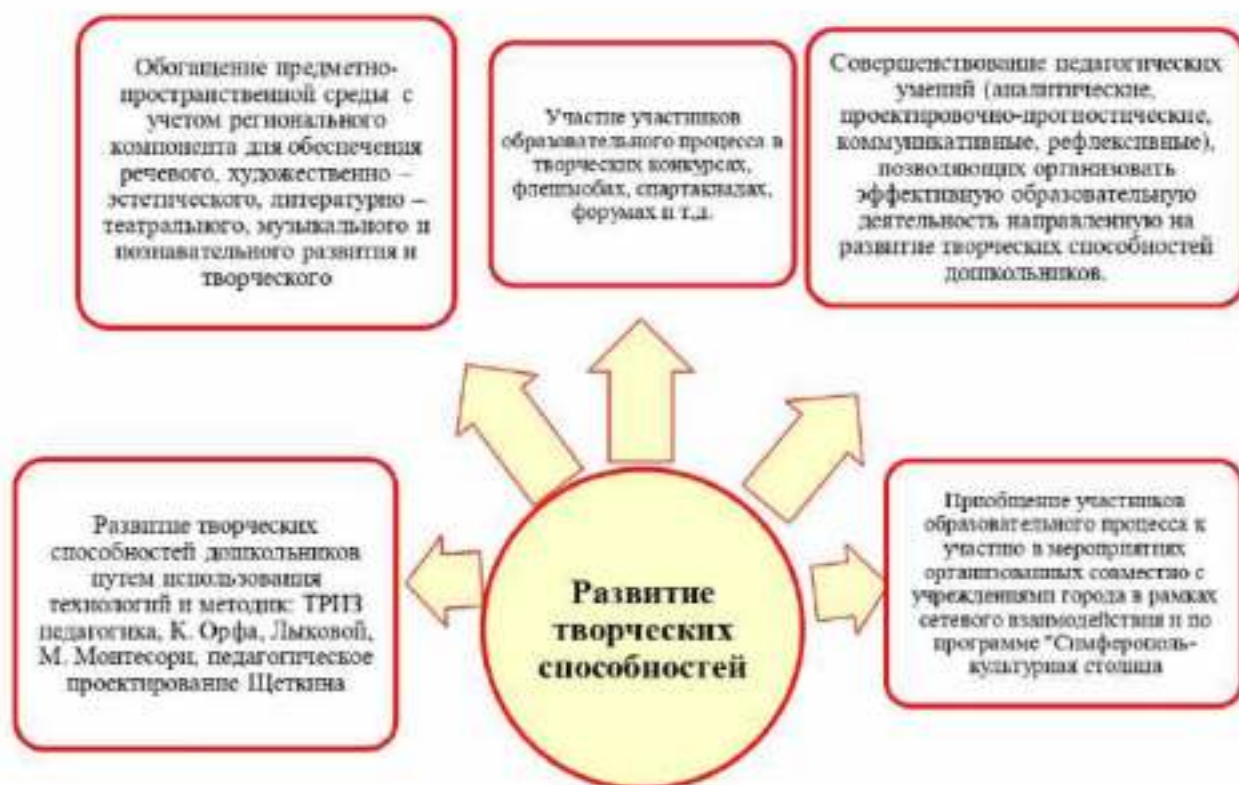 Обогащение предметно-
пространственной среды с
учетом регионального
компонента для обеспечения
речевого, художественно –
эстетического, литературно –
театрального, музыкального и
познавательного развития и
творческого
Участие участников
образовательного процесса в
творческих конкурсах,
флешмобах, спартакиадах,
форумах и т.д.
Совершенствование педагогических
умений (аналитические,
проектировочно-прогностические,
коммуникативные, рефлексивные),
позволяющих организовать
эффективную образовательную
деятельность направленную на
развитие творческих способностей
дошкольников.
Развитие творческих
способностей дошкольников
путем использования
технологий и методик: ТРИЗ
педагогика, К. Орфа, Лыковой,
М. Монтесори, педагогическое
проектирование Щеткина
Развитие
творческих
способностей
Приобщение участников
образовательного процесса к
участию в мероприятиях
организованных совместно с
учреждениями города в рамках
сетевого взаимодействия и по
программе "Симферополь-
культурная столица